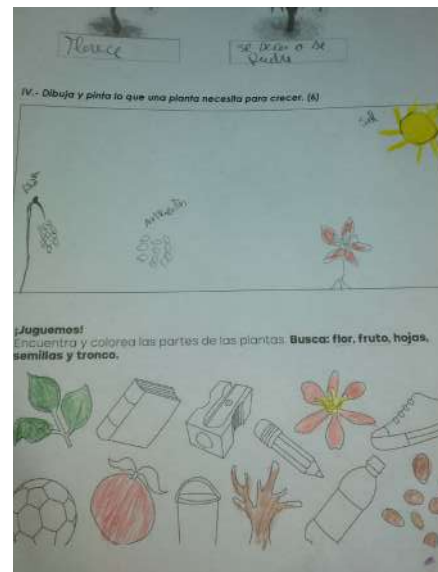 Florece
se seca o se
Pudre
IV.- Dibuja y pinta lo que una planta necesita para crecer. (6)
Sol
¡Juguemos!
Encuentra y colorea las partes de las plantas. Busca: flor, fruto, hojas,
semillas y tronco.